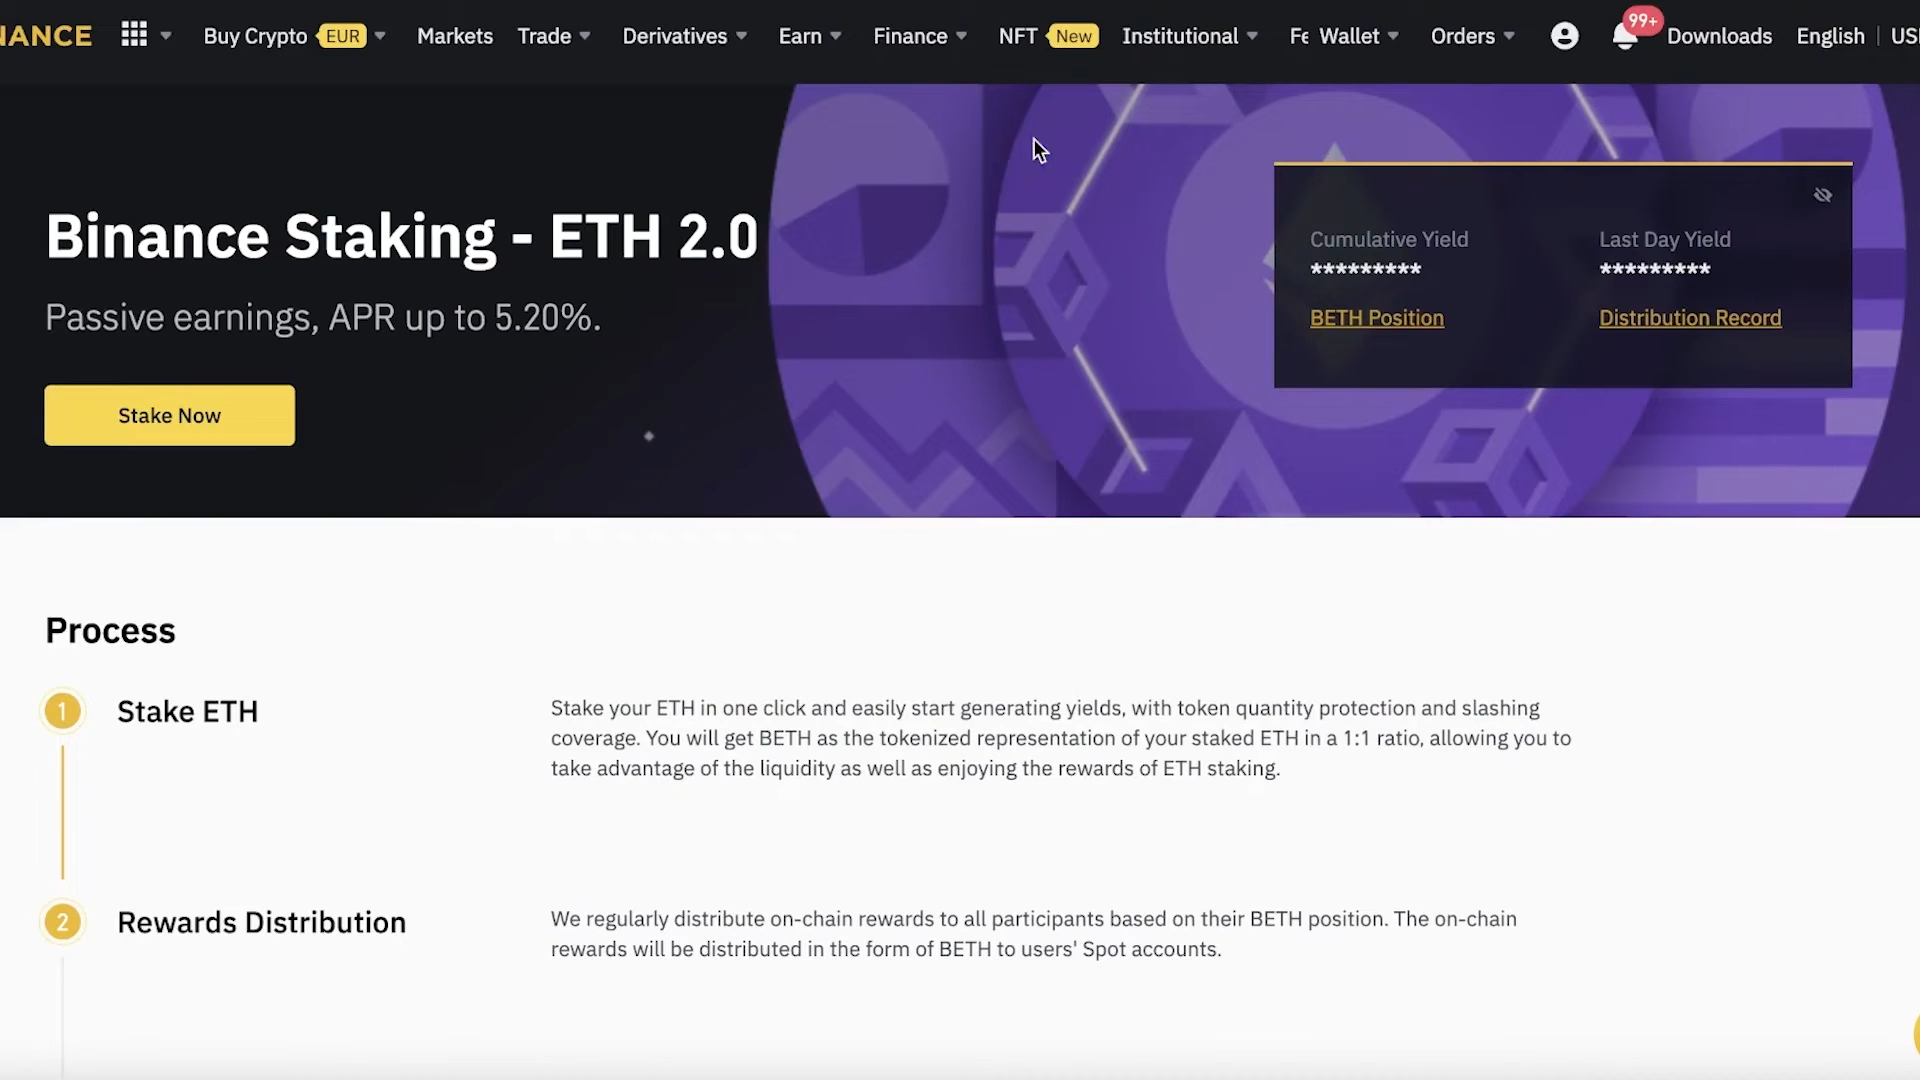 NANCE
Buy Crypto EUR Markets Trade Derivatives Earn Finance NFT New Institutional Wallet Orders 99+ Downloads English
Binance Staking - ETH 2.0
Passive earnings, APR up to 5.20%.
Stake Now
Cumulative Yield Last Day Yield
********* *********
BETH Position Distribution Record
Process
1 Stake ETH
Stake your ETH in one click and easily start generating yields, with token quantity protection and slashing
coverage. You will get BETH as the tokenized representation of your staked ETH in a 1:1 ratio, allowing you to
take advantage of the liquidity as well as enjoying the rewards of ETH staking.
2 Rewards Distribution
We regularly distribute on-chain rewards to all participants based on their BETH position. The on-chain
rewards will be distributed in the form of BETH to users' Spot accounts.